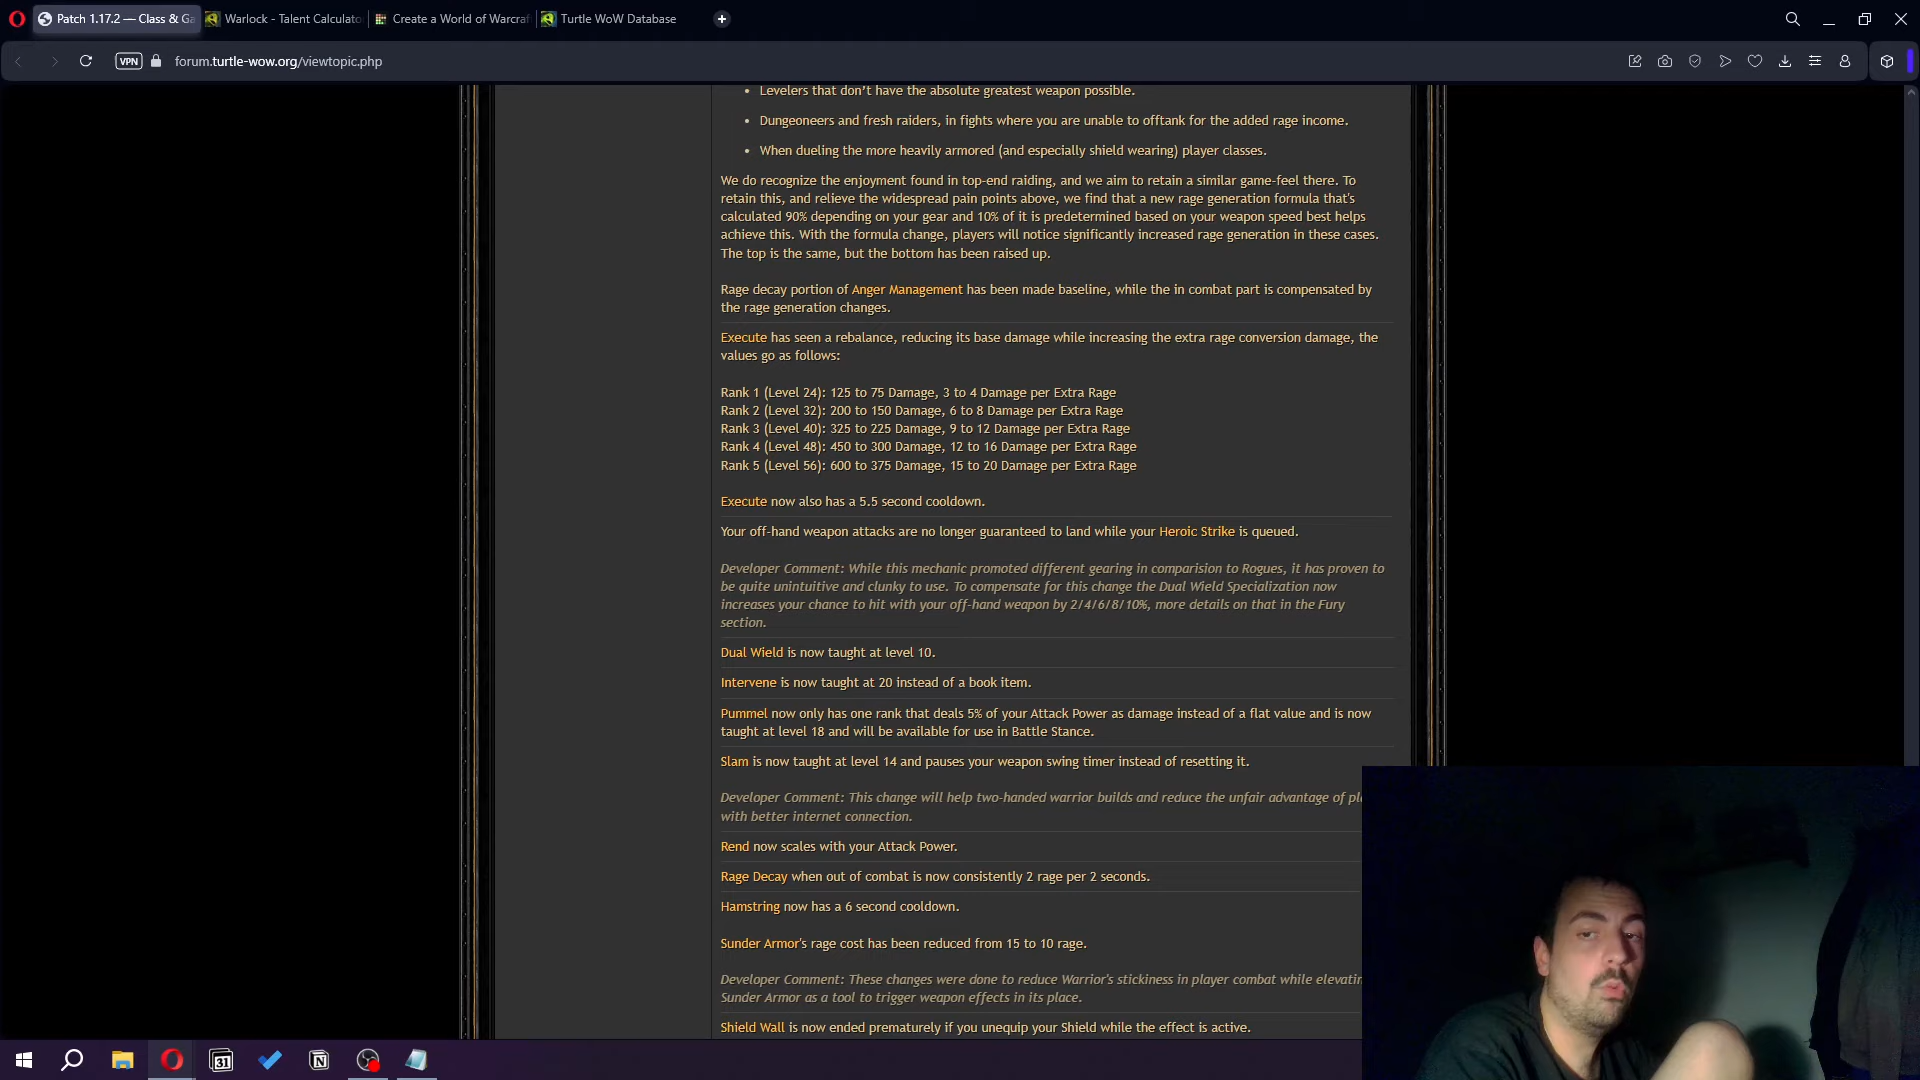 Patch 1.17.2 — Class & Ga
Warlock - Talent Calculato
Create a World of Warcraf
Turtle WoW Database
VPN
forum.turtle-wow.org/viewtopic.php
Levelers that don't have the absolute greatest weapon possible.
Dungeoneers and fresh raiders, in fights where you are unable to offtank for the added rage income.
When dueling the more heavily armored (and especially shield wearing) player classes.
We do recognize the enjoyment found in top-end raiding, and we aim to retain a similar game-feel there. To
retain this, and relieve the widespread pain points above, we find that a new rage generation formula that's
calculated 90% depending on your gear and 10% of it is predetermined based on your weapon speed best helps
achieve this. With the formula change, players will notice significantly increased rage generation in these cases.
The top is the same, but the bottom has been raised up.
Rage decay portion of Anger Management has been made baseline, while the in combat part is compensated by
the rage generation changes.
Execute has seen a rebalance, reducing its base damage while increasing the extra rage conversion damage, the
values go as follows:
Rank 1 (Level 24): 125 to 75 Damage, 3 to 4 Damage per Extra Rage
Rank 2 (Level 32): 200 to 150 Damage, 6 to 8 Damage per Extra Rage
Rank 3 (Level 40): 325 to 225 Damage, 9 to 12 Damage per Extra Rage
Rank 4 (Level 48): 450 to 300 Damage, 12 to 16 Damage per Extra Rage
Rank 5 (Level 56): 600 to 375 Damage, 15 to 20 Damage per Extra Rage
Execute now also has a 5.5 second cooldown.
Your off-hand weapon attacks are no longer guaranteed to land while your Heroic Strike is queued.
Developer Comment: While this mechanic promoted different gearing in comparision to Rogues, it has proven to
be quite unintuitive and clunky to use. To compensate for this change the Dual Wield Specialization now
increases your chance to hit with your off-hand weapon by 2/4/6/8/10%, more details on that in the Fury
section.
Dual Wield is now taught at level 10.
Intervene is now taught at 20 instead of a book item.
Pummel now only has one rank that deals 5% of your Attack Power as damage instead of a flat value and is now
taught at level 18 and will be available for use in Battle Stance.
Slam is now taught at level 14 and pauses your weapon swing timer instead of resetting it.
Developer Comment: This change will help two-handed warrior builds and reduce the unfair advantage of pl
with better internet connection.
Rend now scales with your Attack Power.
Rage Decay when out of combat is now consistently 2 rage per 2 seconds.
Hamstring now has a 6 second cooldown.
Sunder Armor's rage cost has been reduced from 15 to 10 rage.
Developer Comment: These changes were done to reduce Warrior's stickiness in player combat while elevatin
Sunder Armor as a tool to trigger weapon effects in its place.
Shield Wall is now ended prematurely if you unequip your Shield while the effect is active.
31